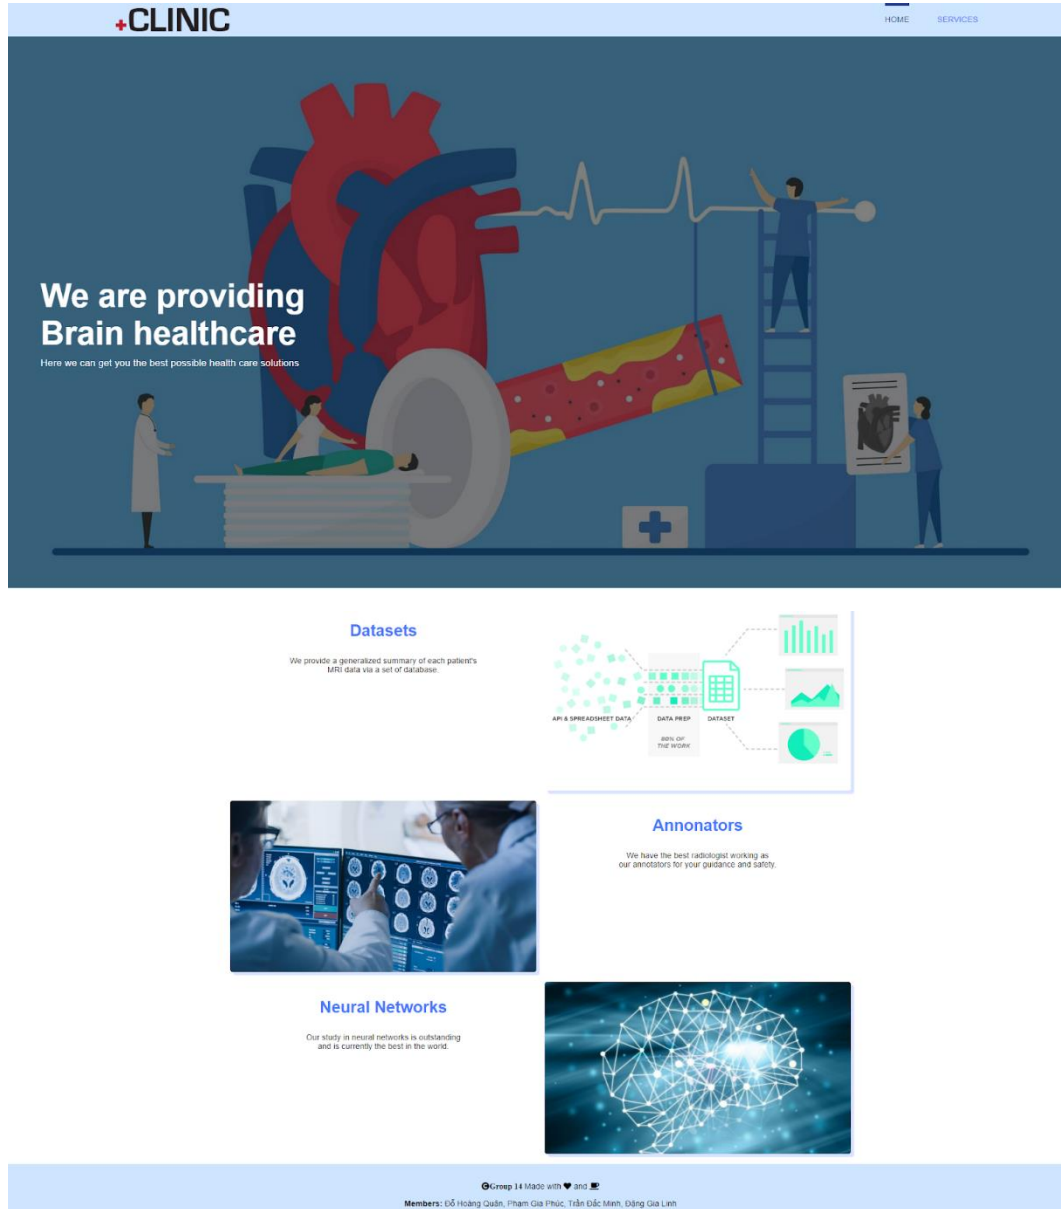 +CLINIC
HOME SERVICES
We are providing
Brain healthcare
Here we can get you the best possible health care solutions
Datasets
We provide a generalized summary of each patient's
MRI data via a set of database.
API & SPREADSHEET DATA DATA PREP DATASET
80% OF
THE WORK
Annonators
We have the best radiologist working as
our annotators for your guidance and safety.
Neural Networks
Our study in neural networks is outstanding
and is currently the best in the world.
Group 14 Made with ♥ and
Members: Đỗ Hoàng Quân, Phạm Gia Phúc, Trần Đắc Minh, Đặng Gia Linh